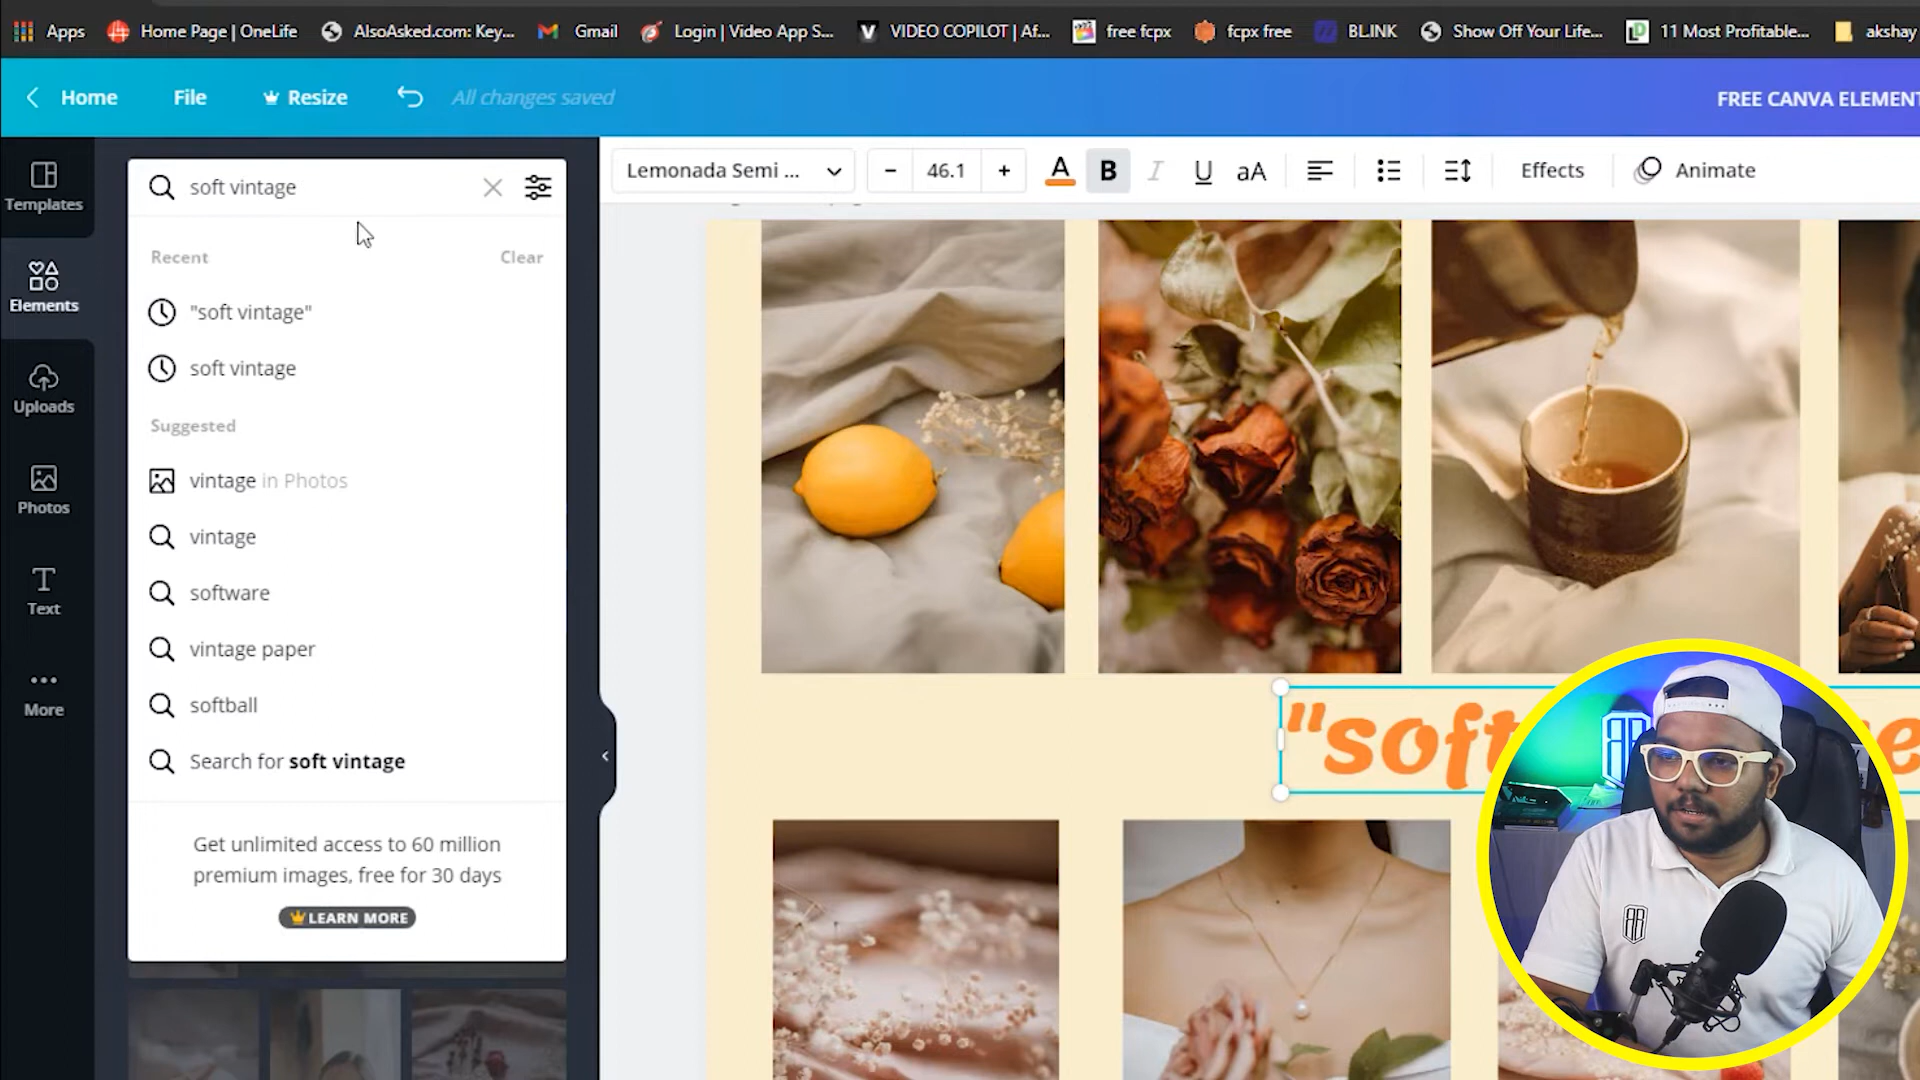 Apps Home Page | OneLife AlsoAsked.com: Key... Gmail Login | Video App S... VIDEO COPILOT | Af... free fcpx fcpx free BLINK Show Off Your Life... 11 Most Profitable... akshay
Home File Resize All changes saved FREE CANVA ELEMENT
Templates
Elements
Uploads
Photos
Text
More
soft vintage
Recent Clear
"soft vintage"
soft vintage
Suggested
vintage in Photos
vintage
software
vintage paper
softball
Search for soft vintage
Get unlimited access to 60 million
premium images, free for 30 days
LEARN MORE
Lemonada Semi ... − 46.1 + A B I U aA Effects Animate
"soft